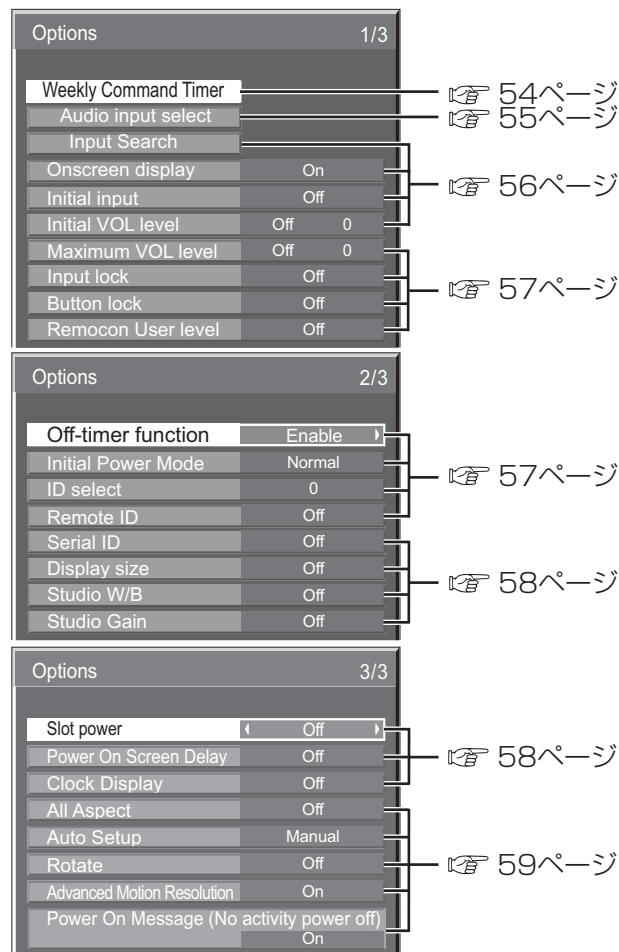 Options 1/3
Weekly Command Timer
☞ 54ページ
Audio input select
☞ 55ページ
Input Search
Onscreen display On
Initial input Off
Initial VOL level Off 0
☞ 56ページ
Maximum VOL level Off 0
Input lock Off
Button lock Off
Remocon User level Off
☞ 57ページ
Options 2/3
Off-timer function Enable
Initial Power Mode Normal
ID select 0
Remote ID Off
☞ 57ページ
Serial ID Off
Display size Off
Studio W/B Off
Studio Gain Off
☞ 58ページ
Options 3/3
Slot power Off
Power On Screen Delay Off
Clock Display Off
☞ 58ページ
All Aspect Off
Auto Setup Manual
Rotate Off
Advanced Motion Resolution On
Power On Message (No activity power off)
On
☞ 59ページ